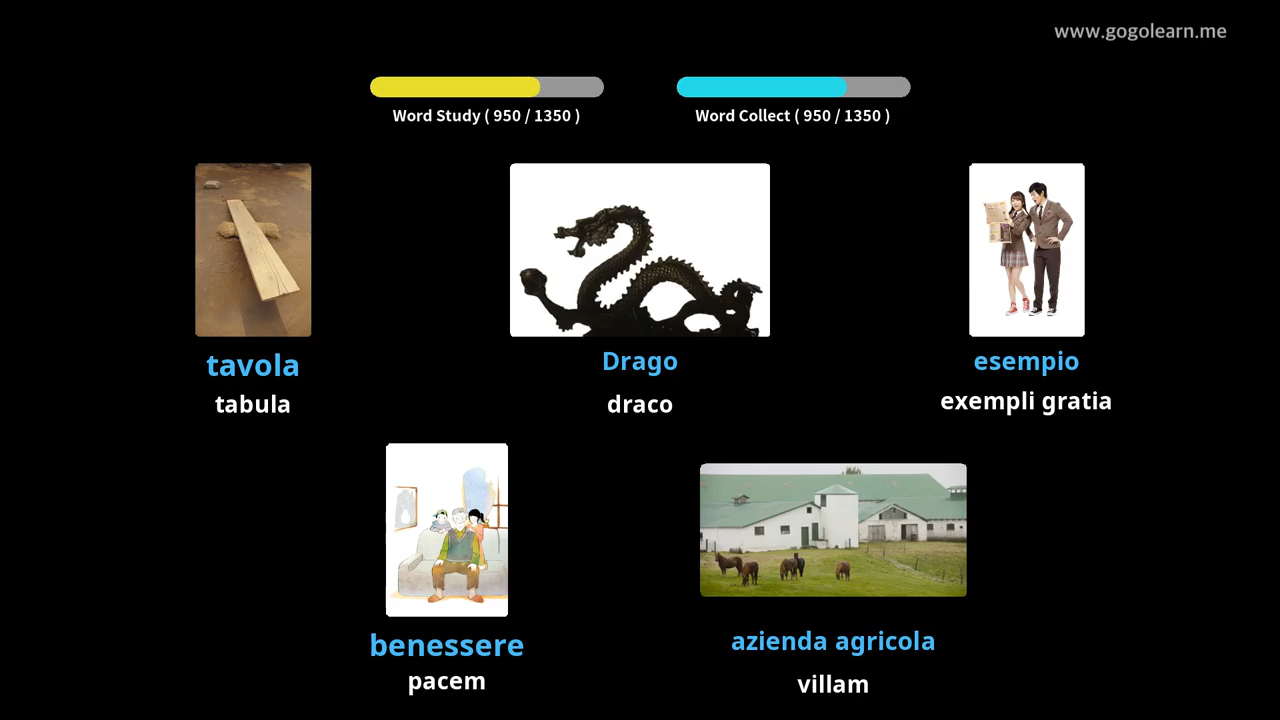 www.gogolearn.me
Word Study ( 950 / 1350 )
Word Collect ( 950 / 1350 )
tavola
tabula
Drago
draco
esempio
exempli gratia
benessere
pacem
azienda agricola
villam